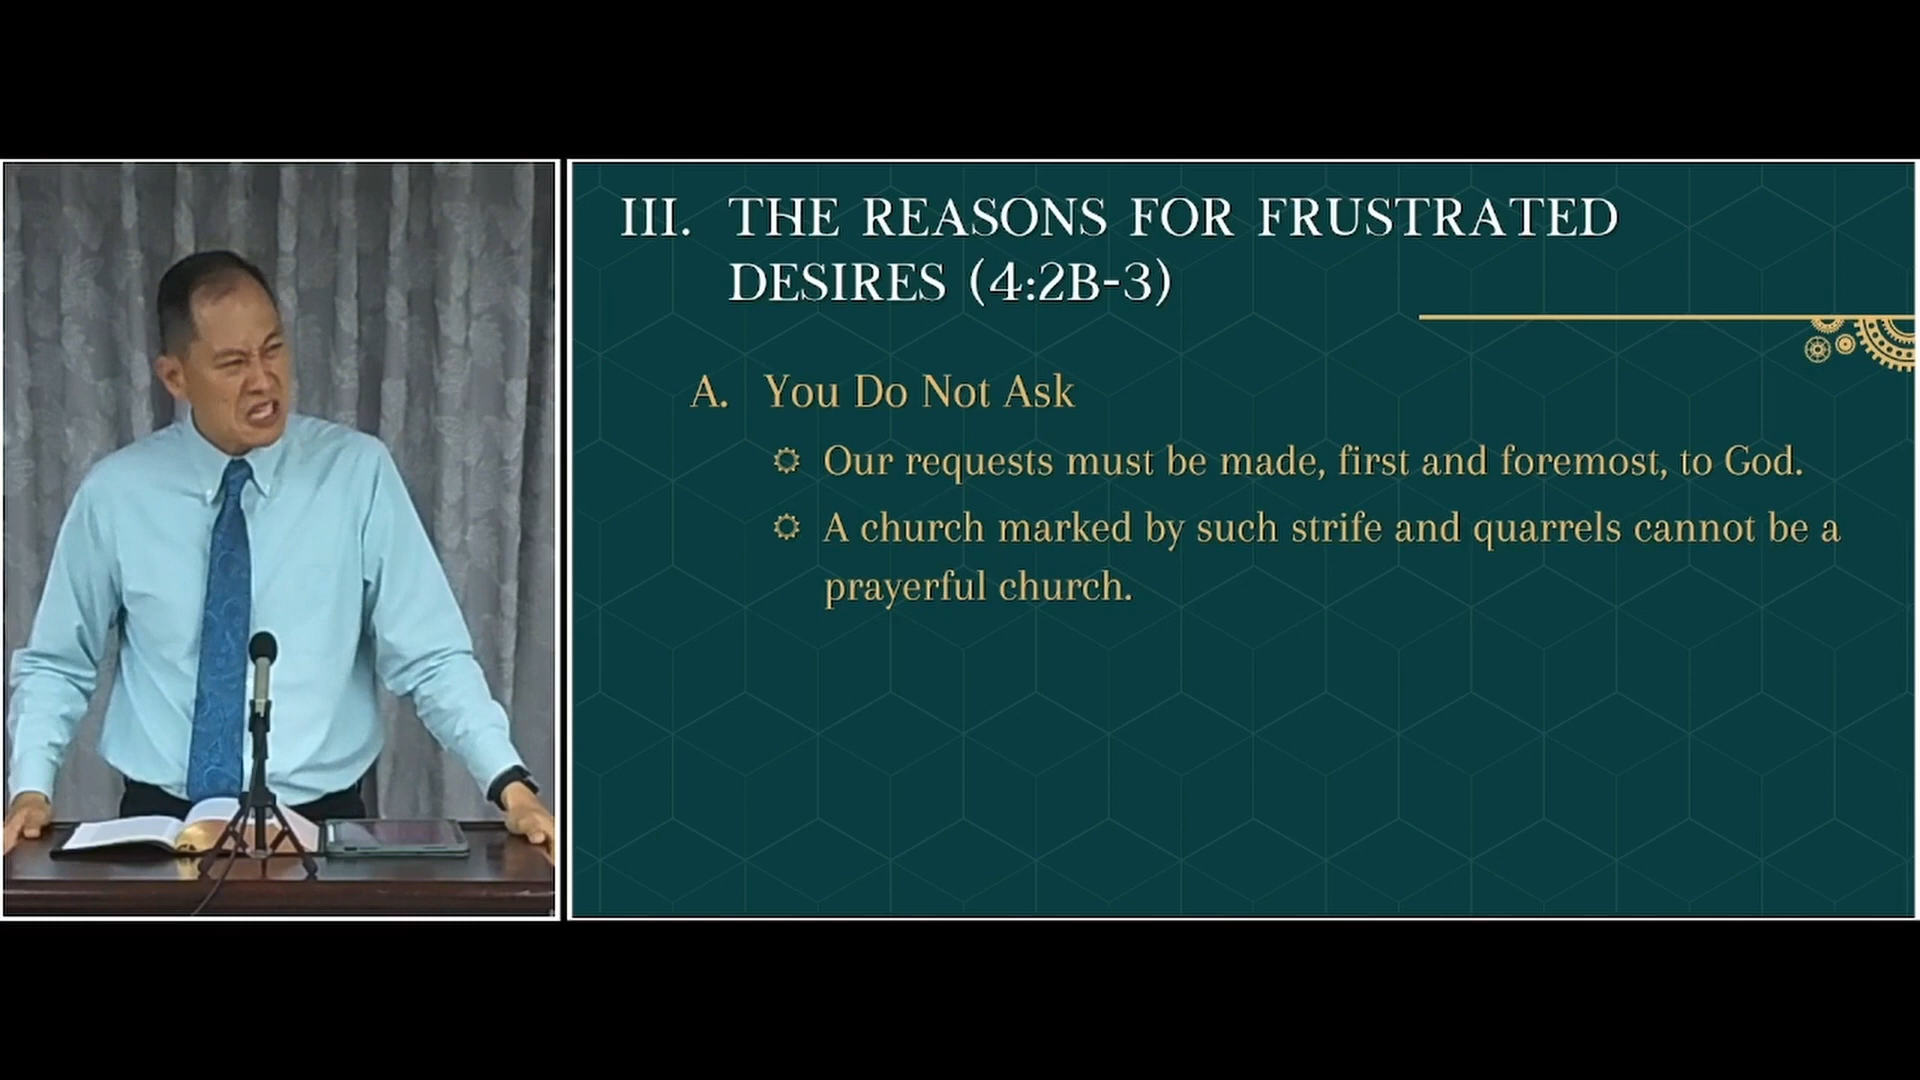 III. THE REASONS FOR FRUSTRATED
DESIRES (4:2B-3)
A. You Do Not Ask
Our requests must be made, first and foremost, to God.
A church marked by such strife and quarrels cannot be a
prayerful church.